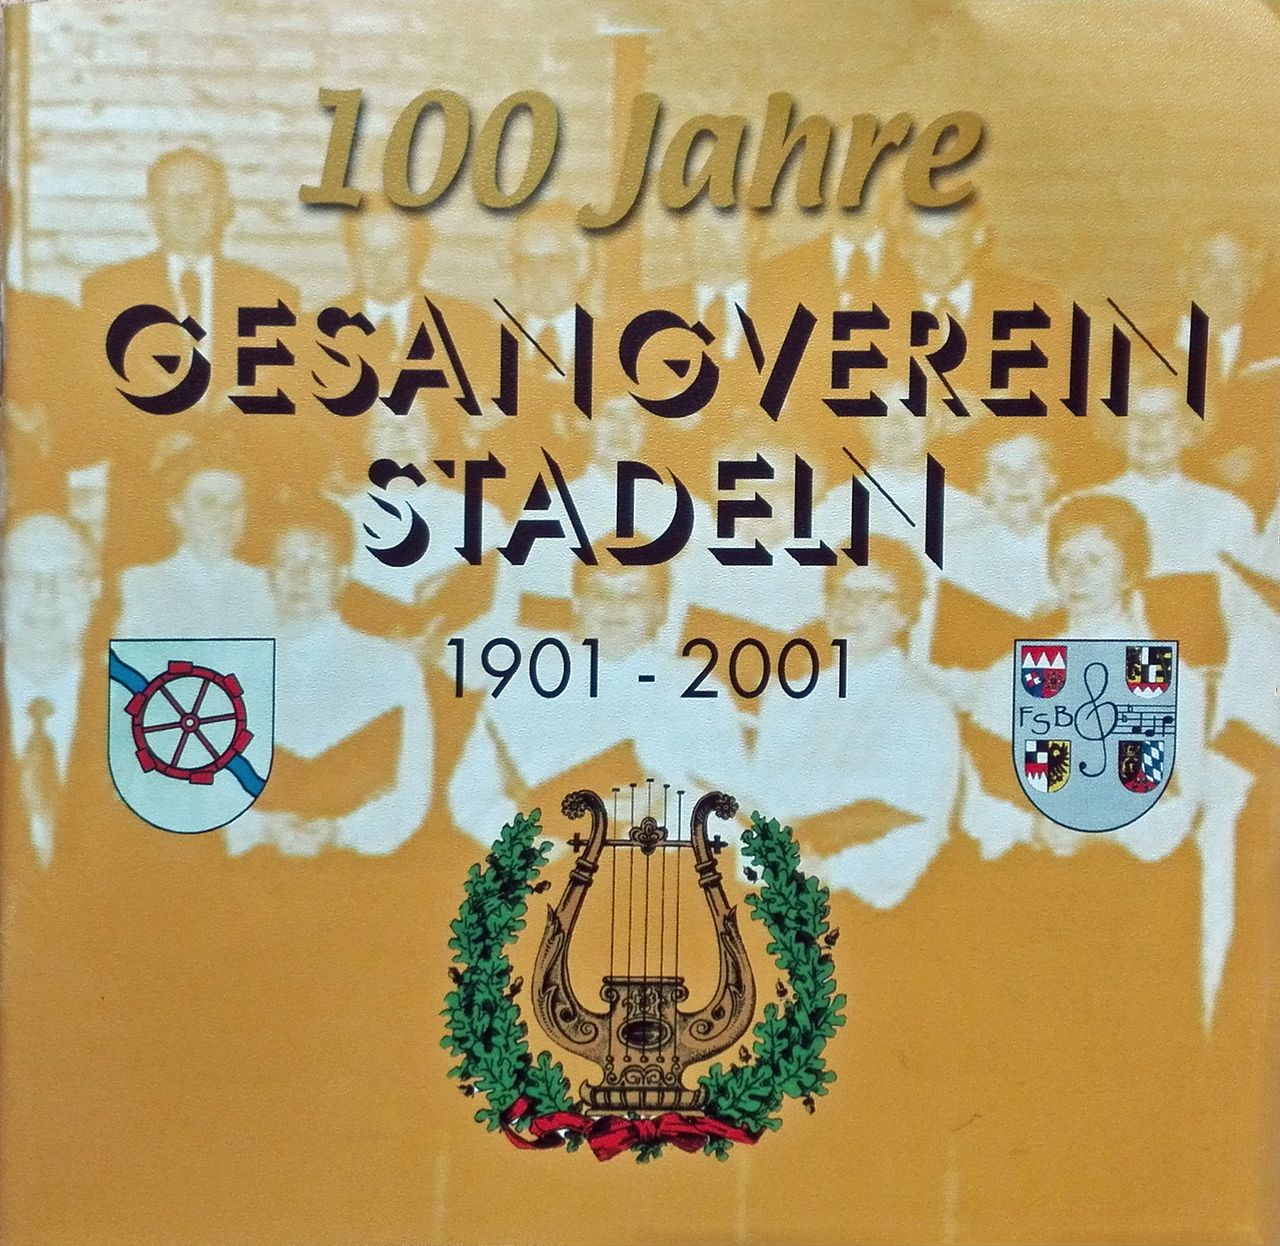 100 Jahre
GESANGVEREIN
STADELN
1901 - 2001
FSB